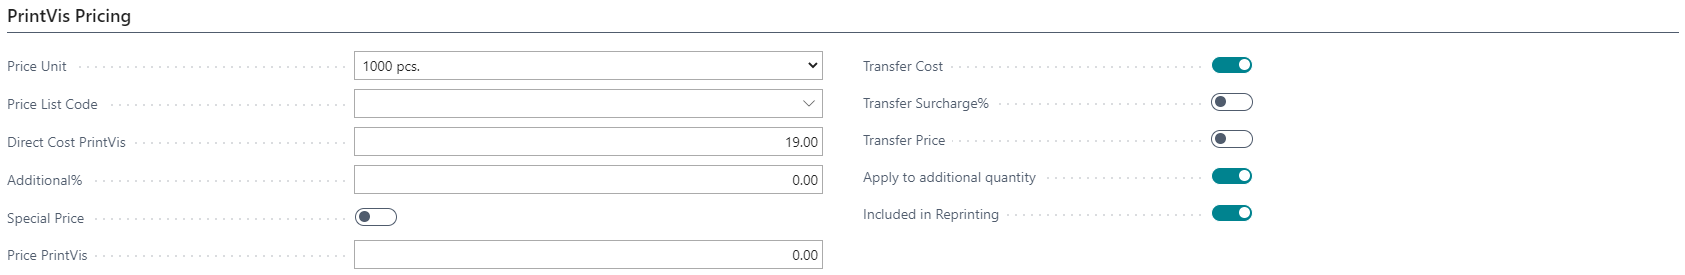 PrintVis Pricing
Price Unit
1000 pcs.
Price List Code
Direct Cost PrintVis
19.00
Additional%
0.00
Special Price
Price PrintVis
0.00
Transfer Cost
Transfer Surcharge%
Transfer Price
Apply to additional quantity
Included in Reprinting